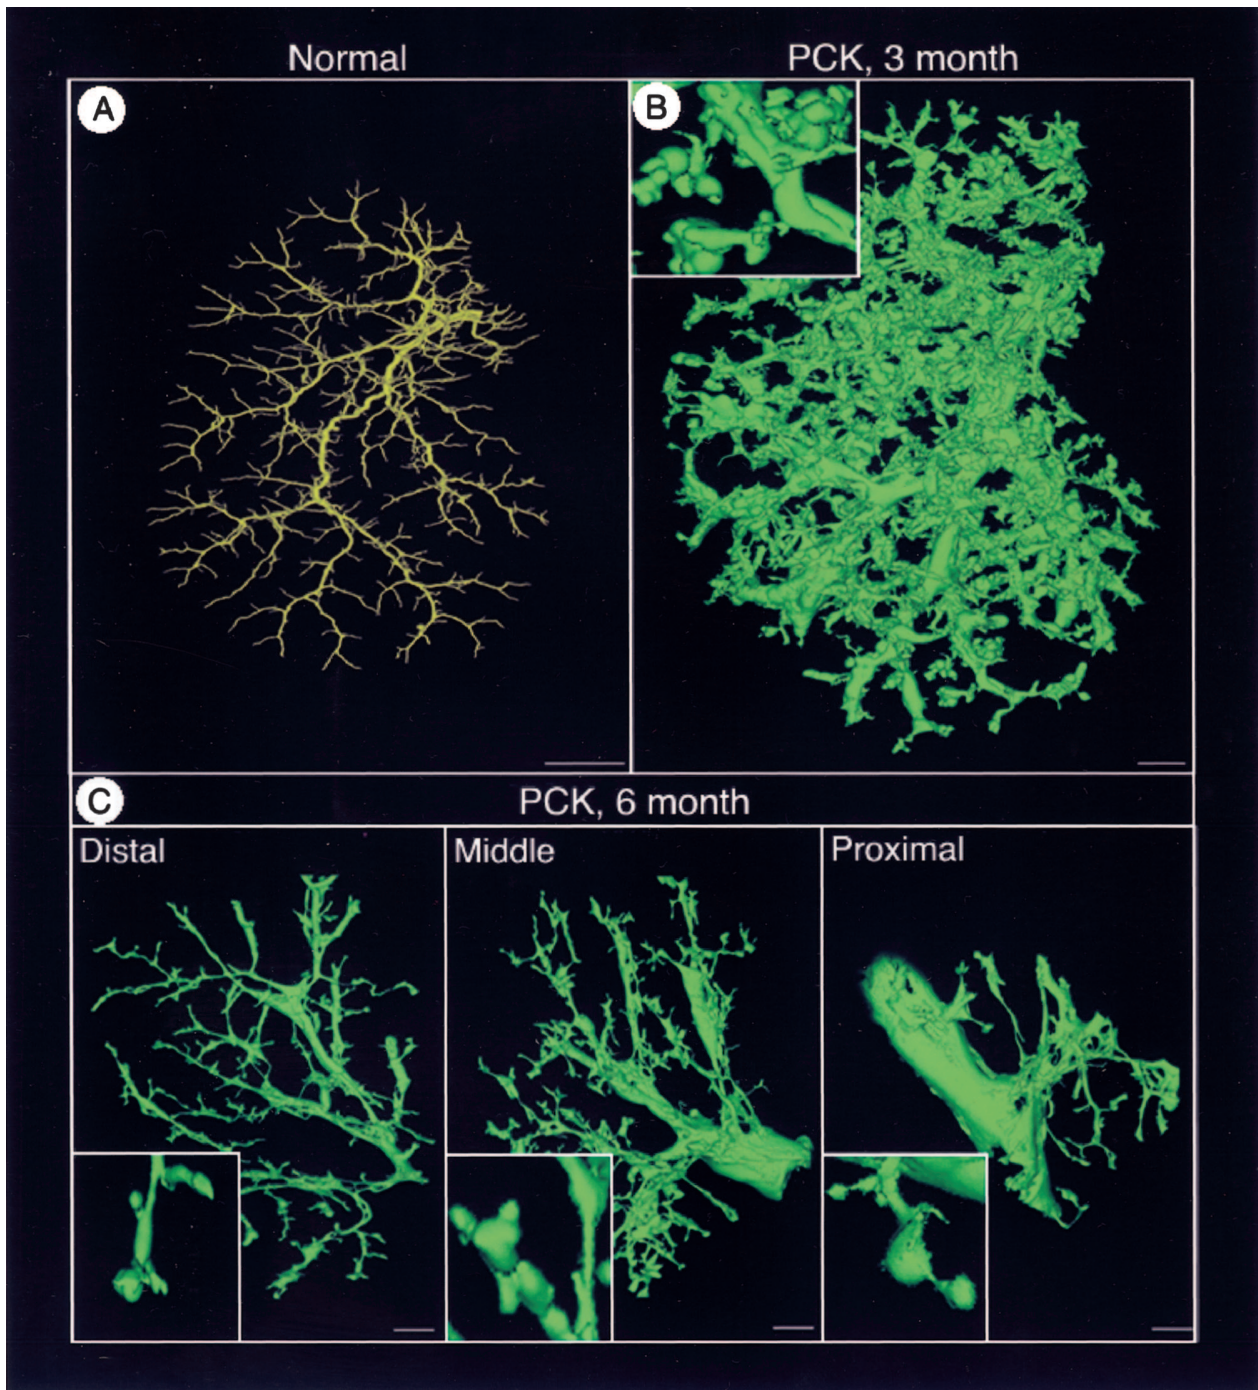 Normal
PCK, 3 month
A
B
C
PCK, 6 month
Distal
Middle
Proximal